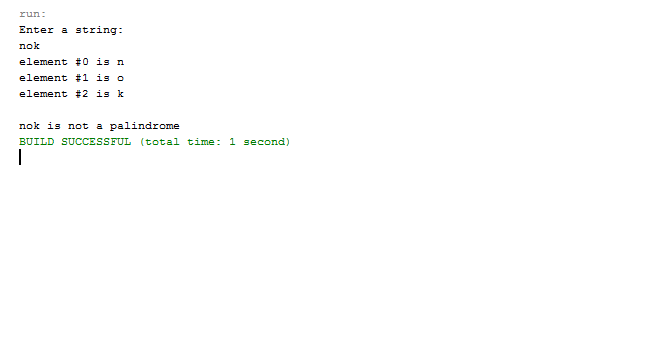 run:
Enter a string:
nok
element #0 is n
element #1 is o
element #2 is k
nok is not a palindrome
BUILD SUCCESSFUL (total time: 1 second)